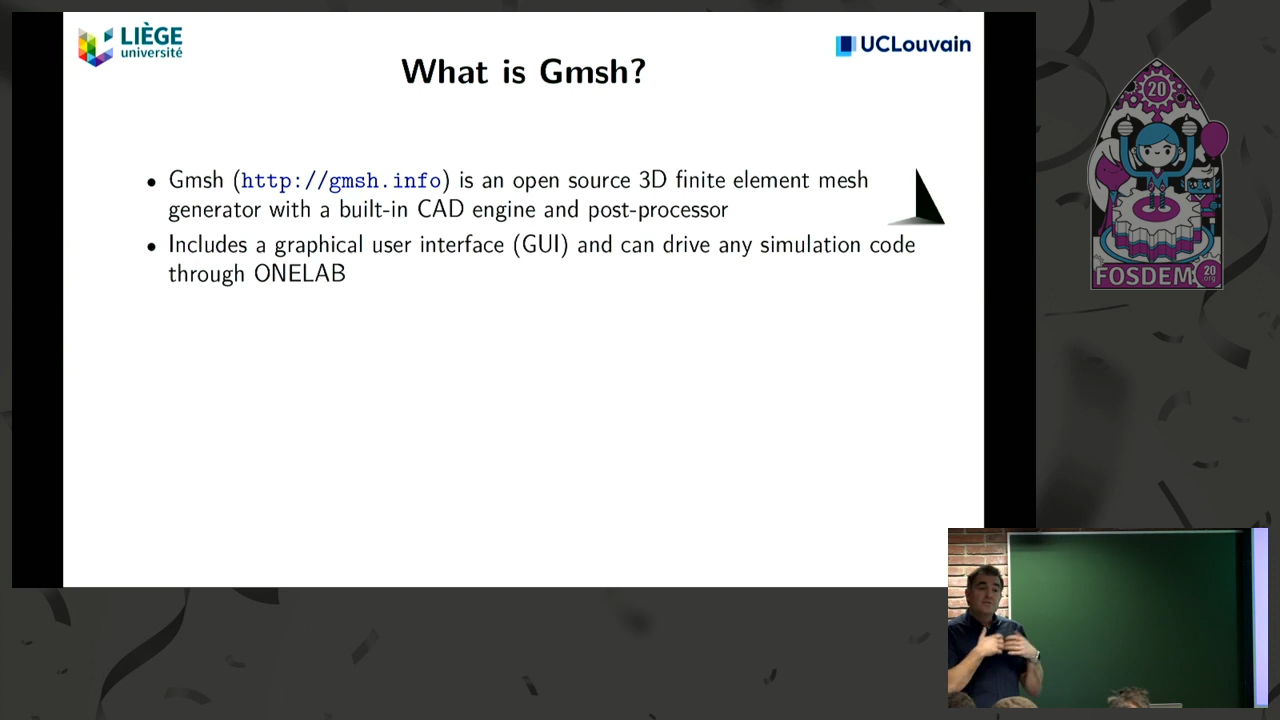 LIÈGE
université
UCLouvain
What is Gmsh?
• Gmsh (http://gmsh.info) is an open source 3D finite element mesh
generator with a built-in CAD engine and post-processor
• Includes a graphical user interface (GUI) and can drive any simulation code
through ONELAB
20
FOSDEM
20
org